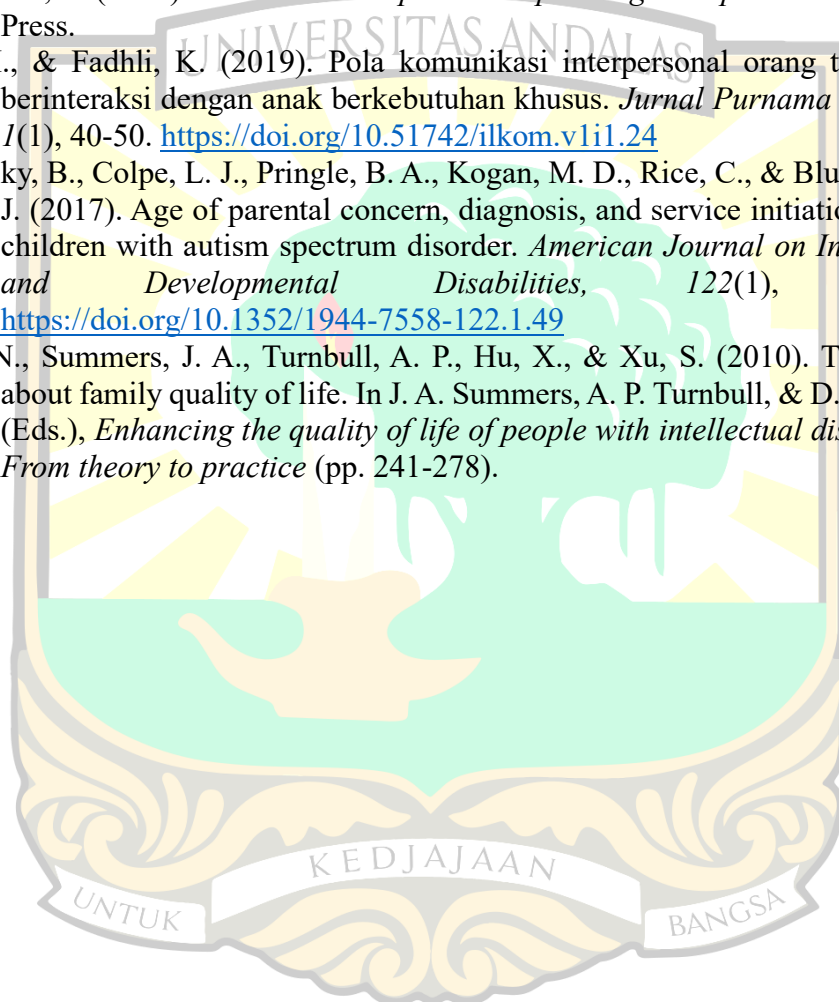 Press.
UNIVERSITAS ANDALAS
., & Fadhli, K. (2019). Pola komunikasi interpersonal orang t
berinteraksi dengan anak berkebutuhan khusus. Jurnal Purnama
1(1), 40-50. https://doi.org/10.51742/ilkom.v1i1.24
ky, B., Colpe, L. J., Pringle, B. A., Kogan, M. D., Rice, C., & Blu
J. (2017). Age of parental concern, diagnosis, and service initiatio
children with autism spectrum disorder. American Journal on In
and Developmental Disabilities, 122(1),
https://doi.org/10.1352/1944-7558-122.1.49
N., Summers, J. A., Turnbull, A. P., Hu, X., & Xu, S. (2010). T
about family quality of life. In J. A. Summers, A. P. Turnbull, & D.
(Eds.), Enhancing the quality of life of people with intellectual dis
From theory to practice (pp. 241-278).
KEDJAJAAN
UNTUK
BANGSA